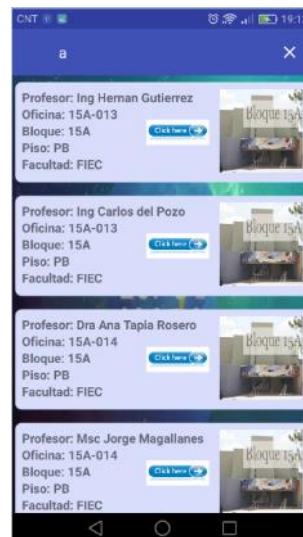 CNT 19:1
a ×
Profesor: Ing Hernan Gutierrez
Oficina: 15A-013
Bloque: 15A
Piso: PB
Facultad: FIEC
Click here
Bloque 15A
Profesor: Ing Carlos del Pozo
Oficina: 15A-013
Bloque: 15A
Piso: PB
Facultad: FIEC
Click here
Bloque 15A
Profesor: Dra Ana Tapia Rosero
Oficina: 15A-014
Bloque: 15A
Piso: PB
Facultad: FIEC
Click here
Bloque 15A
Profesor: Msc Jorge Magallanes
Oficina: 15A-014
Bloque: 15A
Piso: PB
Facultad: FIEC
Click here
Bloque 15A